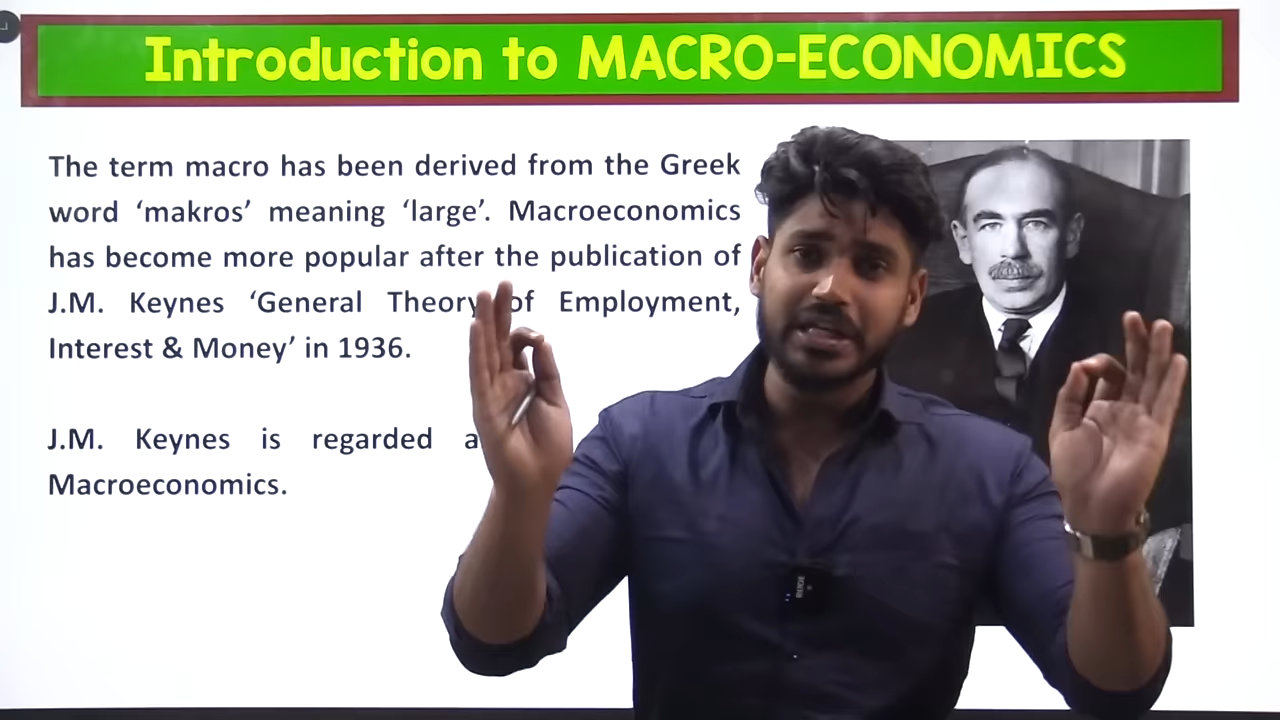 Introduction to MACRO-ECONOMICS
The term macro has been derived from the Greek
word ‘makros’ meaning ‘large’. Macroeconomics
has become more popular after the publication of
J.M. Keynes ‘General Theory of Employment,
Interest & Money’ in 1936.
J.M. Keynes is regarded
Macroeconomics.